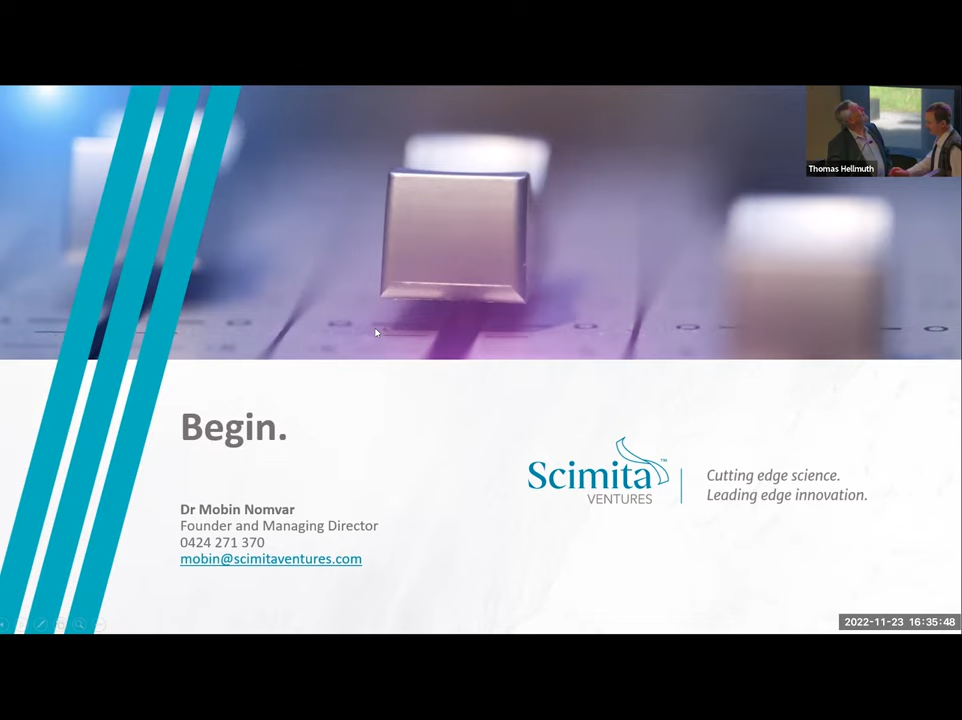 Thomas Hellmuth
Begin.
Dr Mobin Nomvar
Founder and Managing Director
0424 271 370
mobin@scimitaventures.com
Scimita™
VENTURES
Cutting edge science.
Leading edge innovation.
2022-11-23 16:35:48